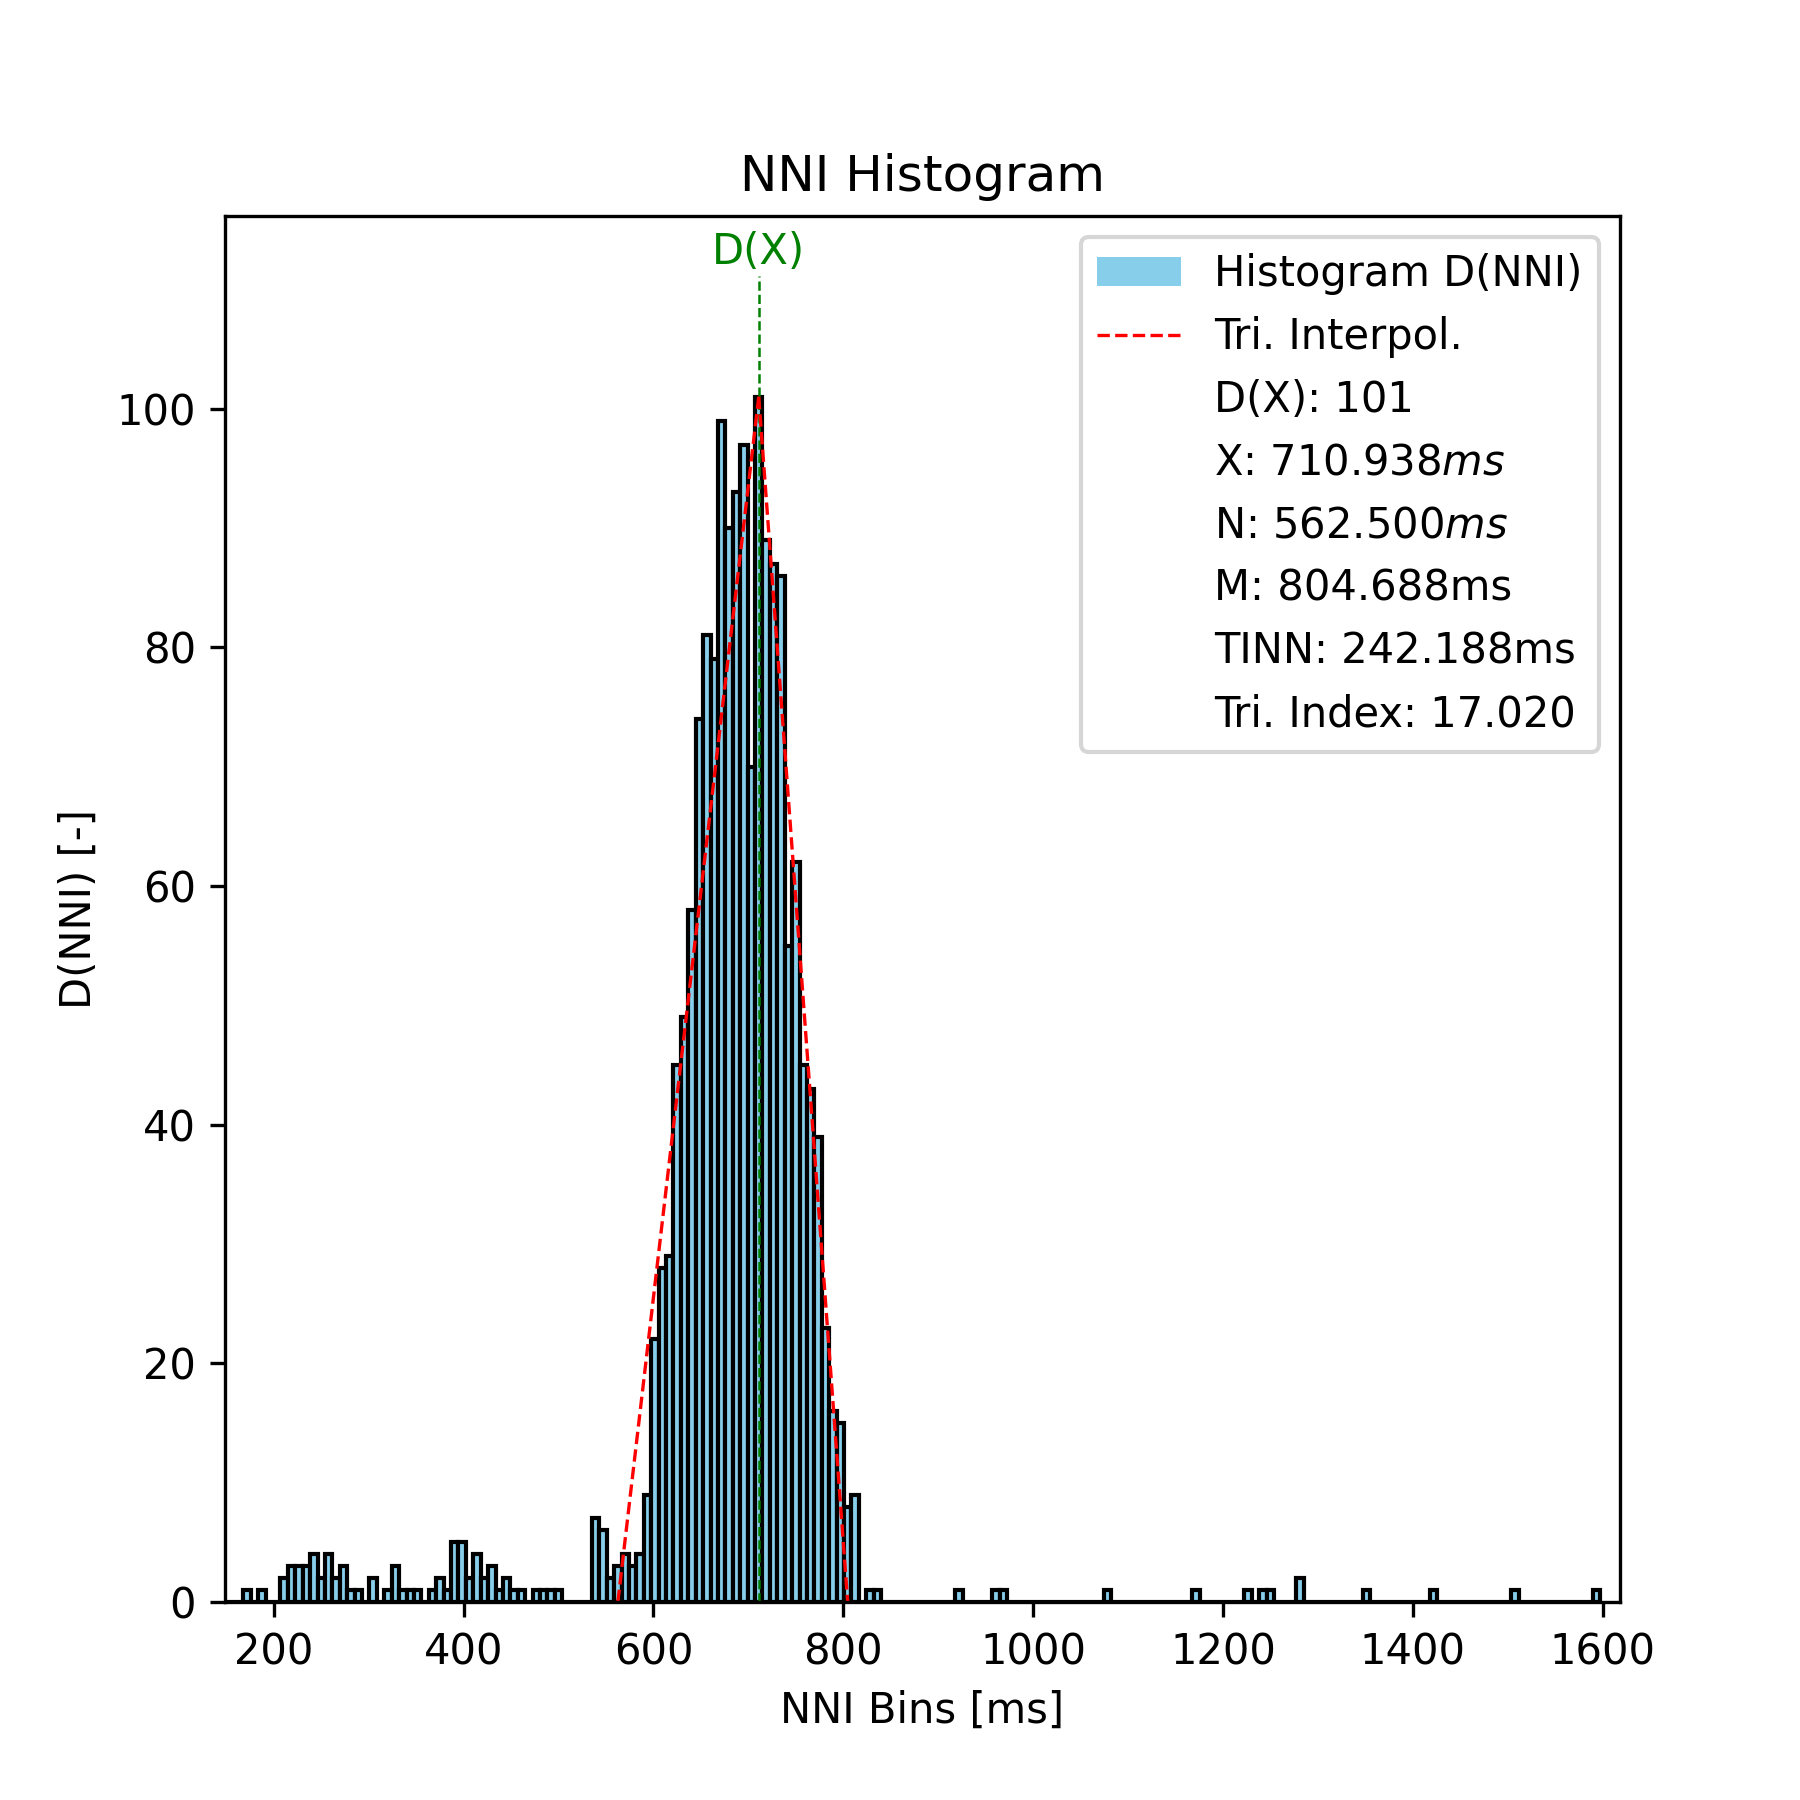 NNI Histogram
D(X)
Histogram D(NNI)
Tri. Interpol.
D(X): 101
X: 710.938ms
N: 562.500ms
M: 804.688ms
TINN: 242.188ms
Tri. Index: 17.020
100
80
60
40
20
0
D(NNI) [-]
200 400 600 800 1000 1200 1400 1600
NNI Bins [ms]